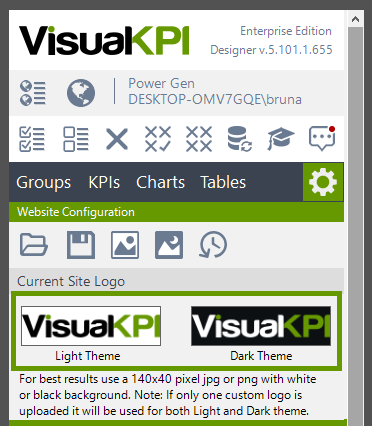 VisualKPI
Enterprise Edition
Designer v.5.101.1.655
Power Gen
DESKTOP-OMV7GQE\bruna
Groups KPIs Charts Tables
Website Configuration
Current Site Logo
VisualKPI VisualKPI
Light Theme Dark Theme
For best results use a 140x40 pixel jpg or png with white
or black background. Note: If only one custom logo is
uploaded it will be used for both Light and Dark theme.